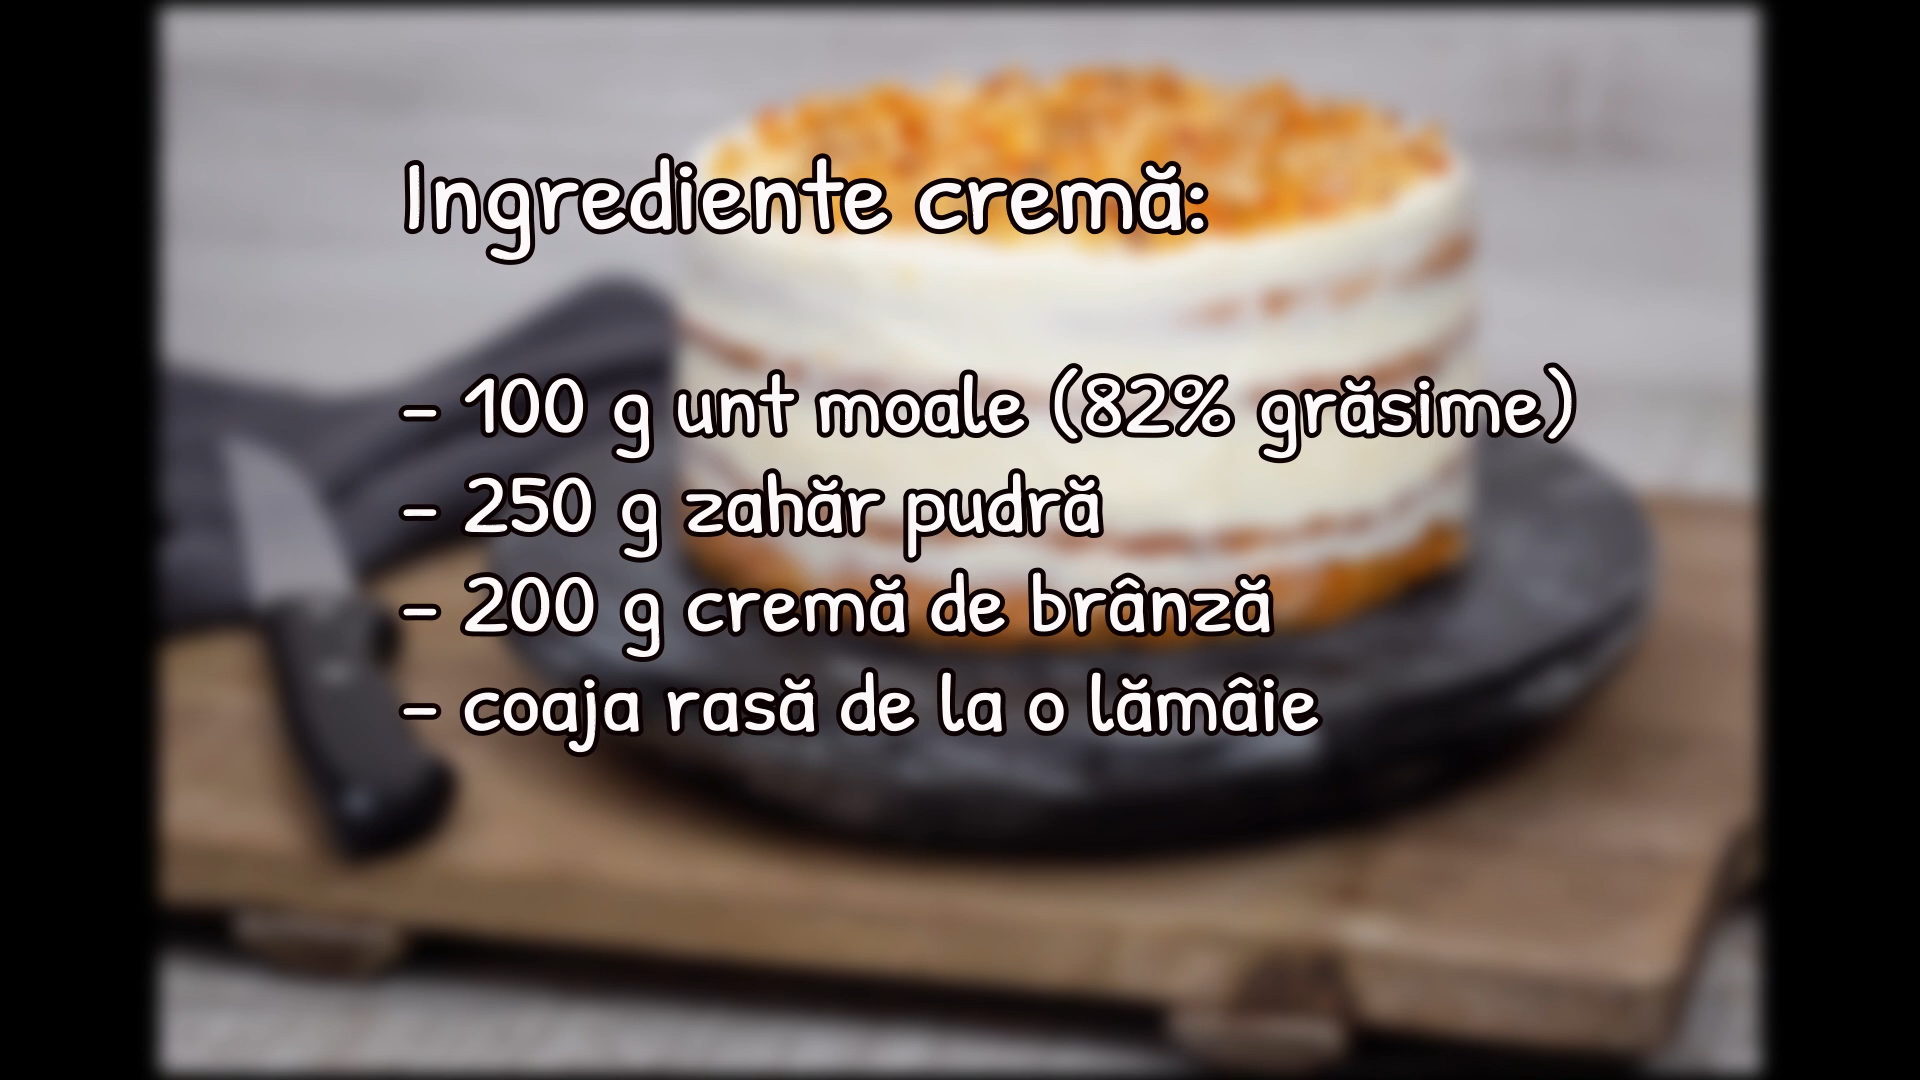 Ingrediente cremă:
- 100 g unt moale (82% grăsime)
- 250 g zahăr pudră
- 200 g cremă de brânză
- coaja rasă de la o lămâie